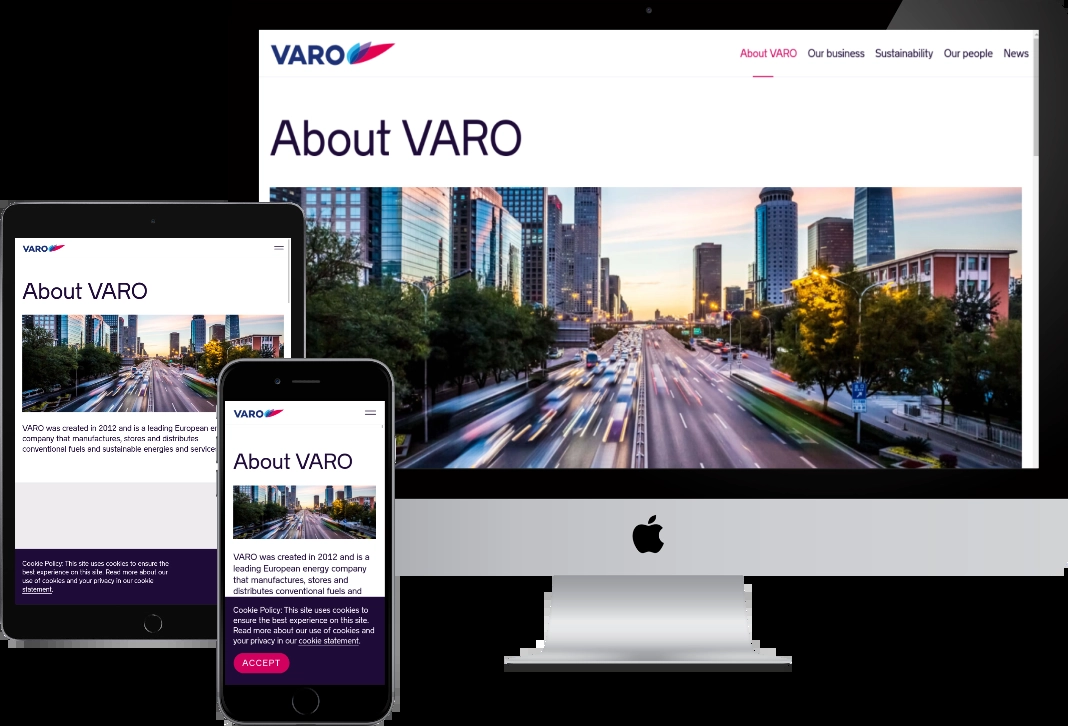 VARO
About VARO Our business Sustainability Our people News
About VARO
VARO
About VARO
VARO was created in 2012 and is a leading European
company that manufactures, stores and distributes
conventional fuels and sustainable energies and services
Cookie Policy: This site uses cookies to ensure the
best experience on this site. Read more about our
use of cookies and your privacy in our cookie
statement.
VARO
About VARO
VARO was created in 2012 and is a
leading European energy company
that manufactures, stores and
distributes conventional fuels and
Cookie Policy: This site uses cookies to
ensure the best experience on this site.
Read more about our use of cookies and
your privacy in our cookie statement.
ACCEPT